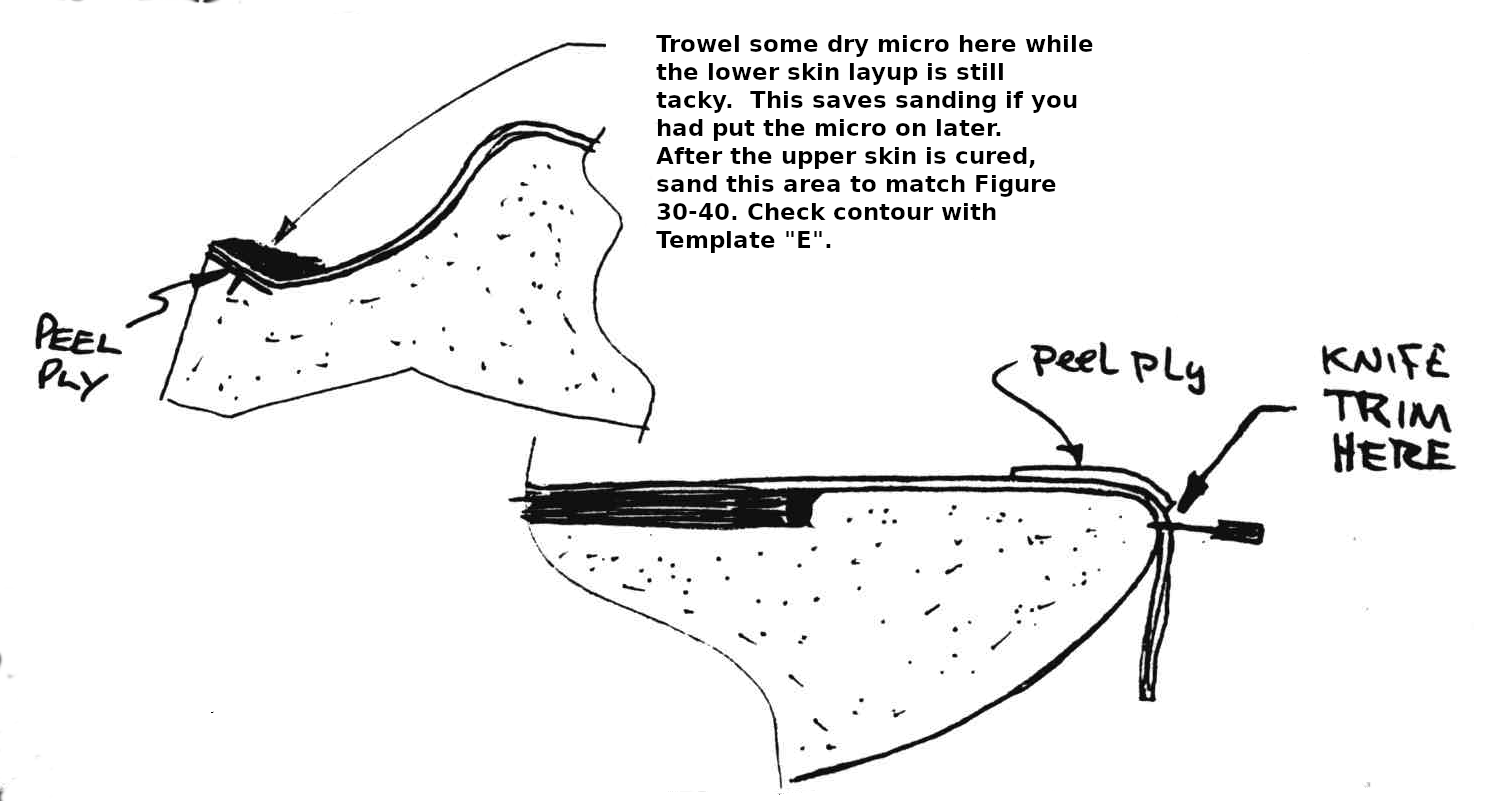 Trowel some dry micro here while
the lower skin layup is still
tacky.  This saves sanding if you
had put the micro on later.
After the upper skin is cured,
sand this area to match Figure
30-40. Check contour with
Template "E".
PEEL
PLY
peel ply
KNIFE
TRIM
HERE